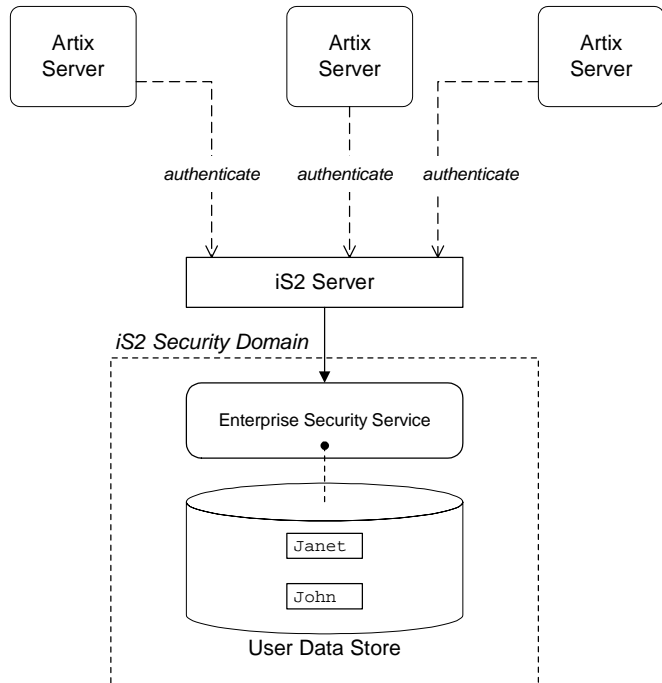 Artix
Server
Artix
Server
Artix
Server
authenticate
authenticate
authenticate
iS2 Server
iS2 Security Domain
Enterprise Security Service
Janet
John
User Data Store